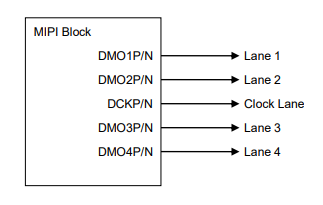 MIPI Block
DMO1P/N Lane 1
DMO2P/N Lane 2
DCKP/N Clock Lane
DMO3P/N Lane 3
DMO4P/N Lane 4